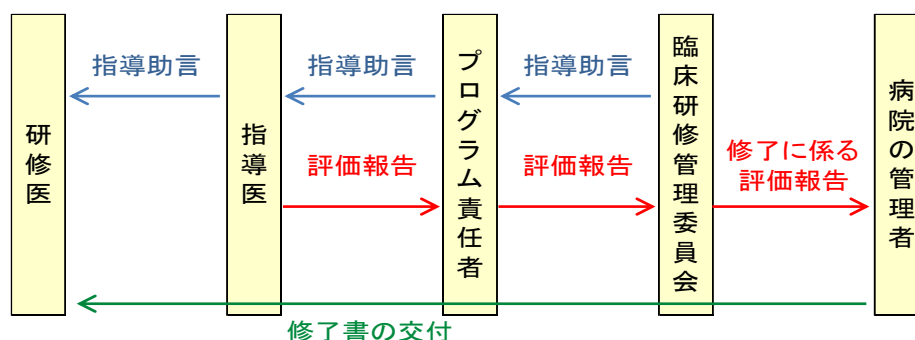 研修医
指導助言
指導医
指導助言
評価報告
プログラム責任者
指導助言
評価報告
臨床研修管理委員会
修了に係る
評価報告
病院の管理者
修了書の交付